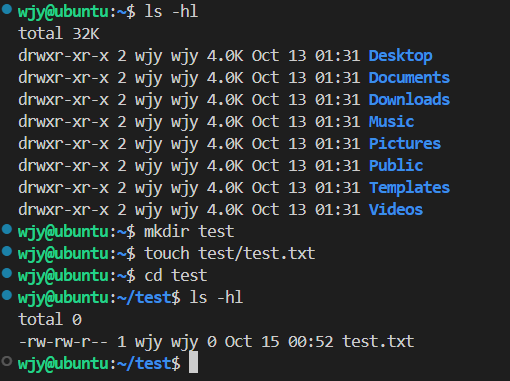 wjy@ubuntu:~$ ls -hl
total 32K
drwxr-xr-x 2 wjy wjy 4.0K Oct 13 01:31 Desktop
drwxr-xr-x 2 wjy wjy 4.0K Oct 13 01:31 Documents
drwxr-xr-x 2 wjy wjy 4.0K Oct 13 01:31 Downloads
drwxr-xr-x 2 wjy wjy 4.0K Oct 13 01:31 Music
drwxr-xr-x 2 wjy wjy 4.0K Oct 13 01:31 Pictures
drwxr-xr-x 2 wjy wjy 4.0K Oct 13 01:31 Public
drwxr-xr-x 2 wjy wjy 4.0K Oct 13 01:31 Templates
drwxr-xr-x 2 wjy wjy 4.0K Oct 13 01:31 Videos
wjy@ubuntu:~$ mkdir test
wjy@ubuntu:~$ touch test/test.txt
wjy@ubuntu:~$ cd test
wjy@ubuntu:~/test$ ls -hl
total 0
-rw-rw-r-- 1 wjy wjy 0 Oct 15 00:52 test.txt
wjy@ubuntu:~/test$